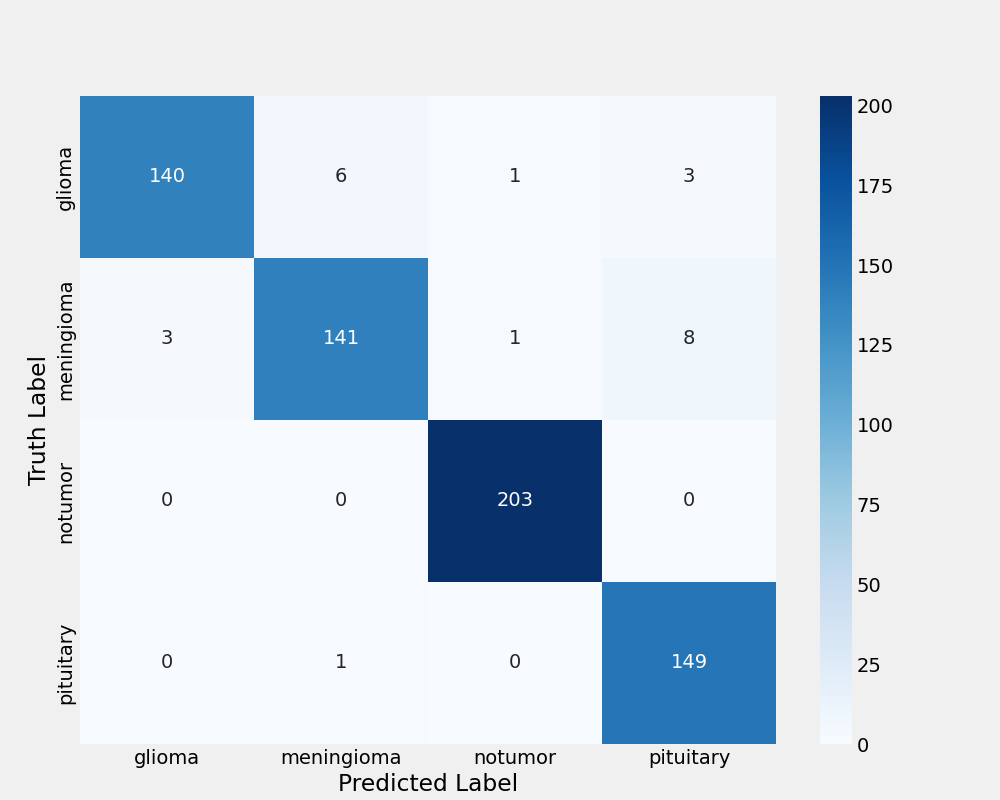 Truth Label
glioma 140 6 1 3
meningioma 3 141 1 8
notumor 0 0 203 0
pituitary 0 1 0 149
glioma meningioma notumor pituitary
Predicted Label
200
175
150
125
100
75
50
25
0